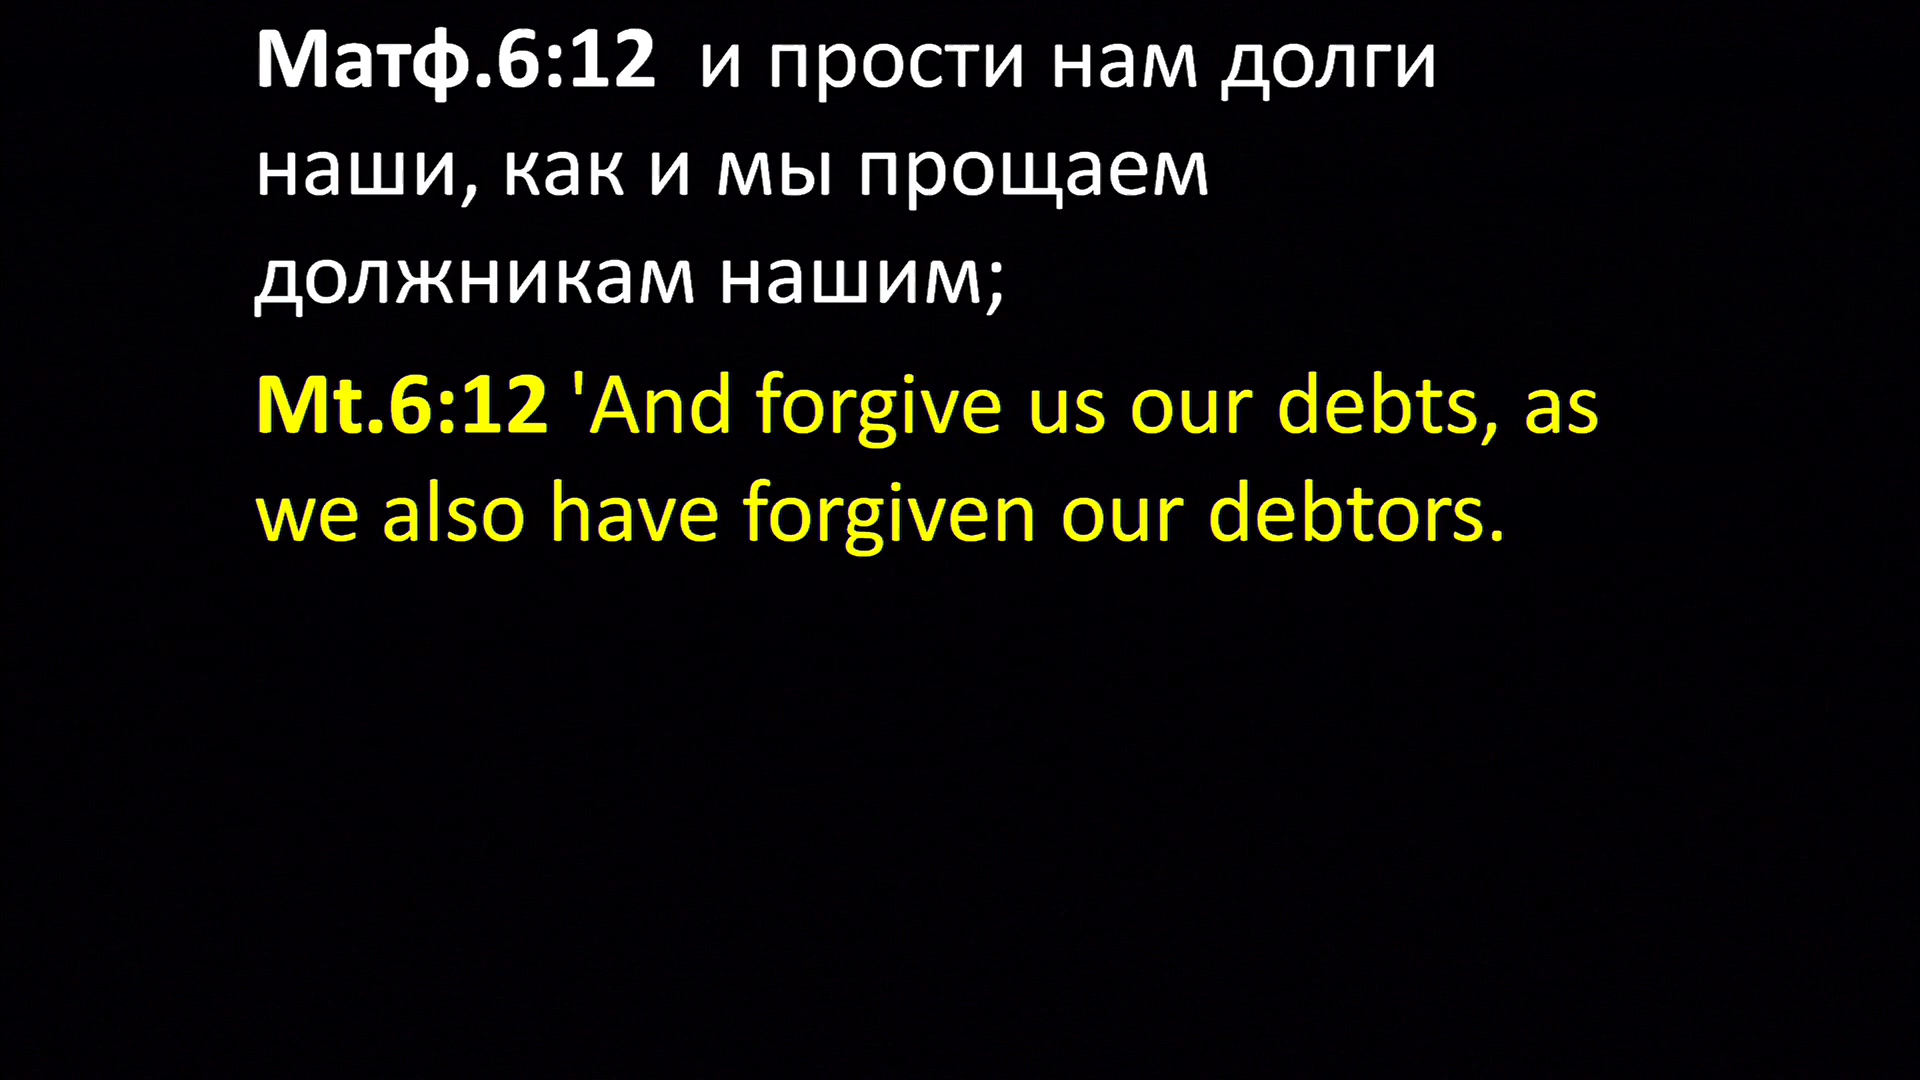 Матф.6:12 и прости нам долги
наши, как и мы прощаем
должникам нашим;
Mt.6:12 'And forgive us our debts, as
we also have forgiven our debtors.